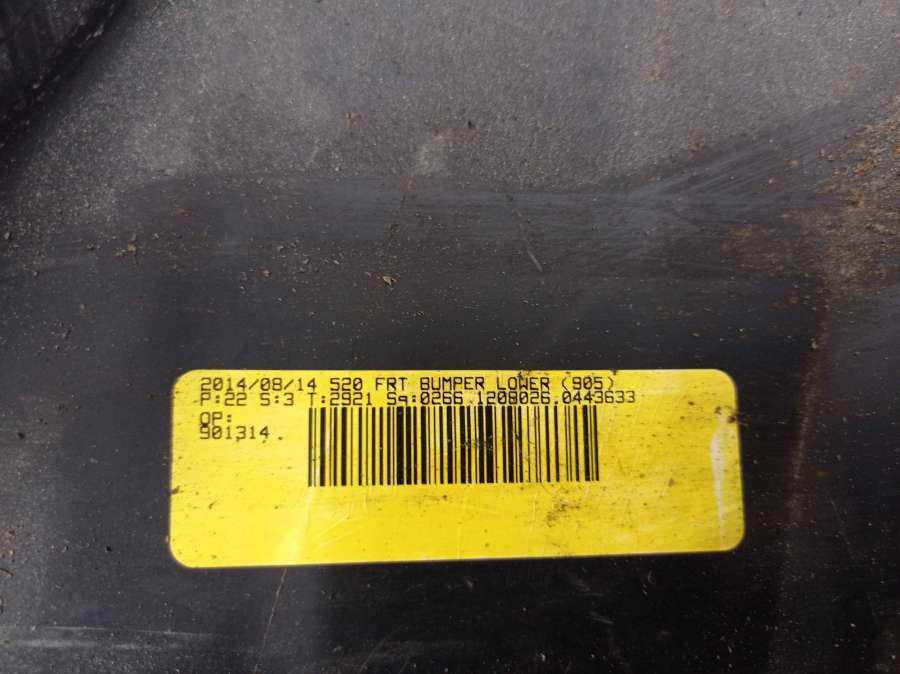 2014/08/14 520 FRT BUMPER LOWER (905)
P:22 S:3 T:2921 Sq:0266.1208026.0443633
OP:
901314.